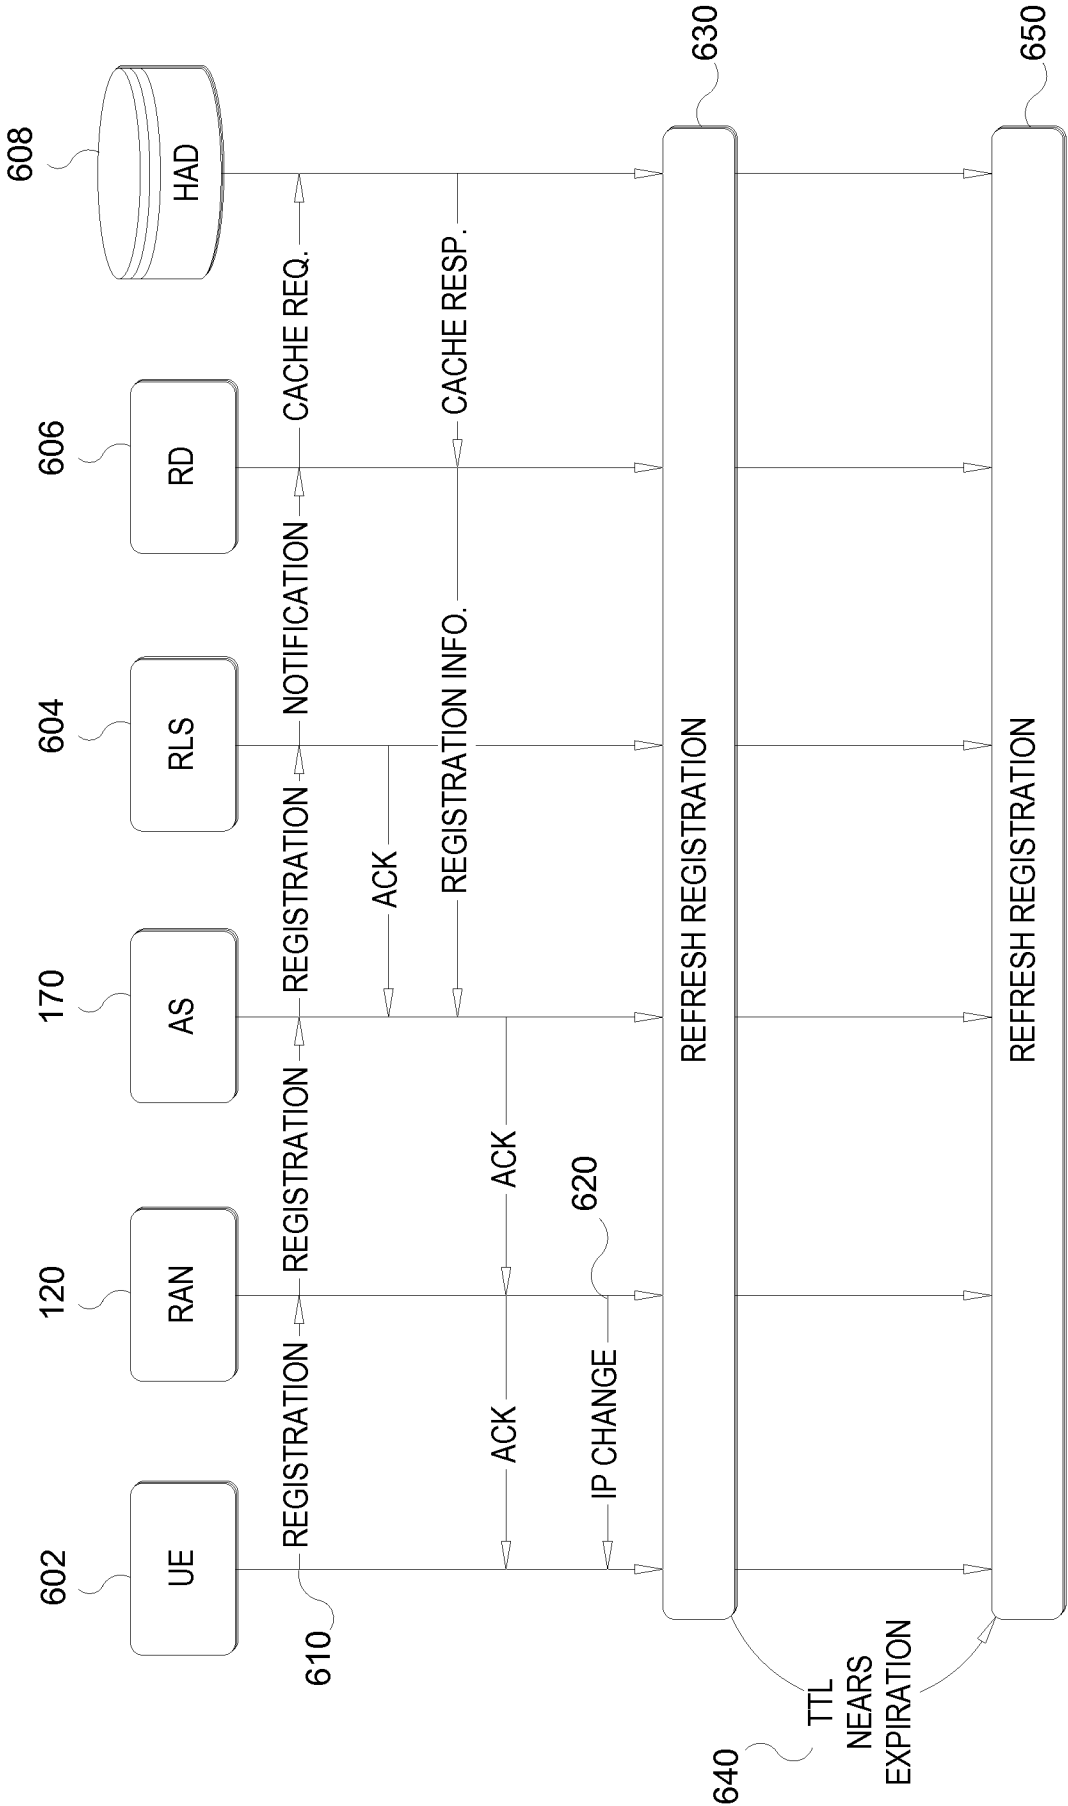 602
120
170
604
606
608
UE
RAN
AS
RLS
RD
HAD
610
REGISTRATION
REGISTRATION
REGISTRATION
NOTIFICATION
CACHE REQ.
ACK
REGISTRATION INFO.
CACHE RESP.
ACK
ACK
620
IP CHANGE
630
REFRESH REGISTRATION
640
TTL
NEARS
EXPIRATION
650
REFRESH REGISTRATION